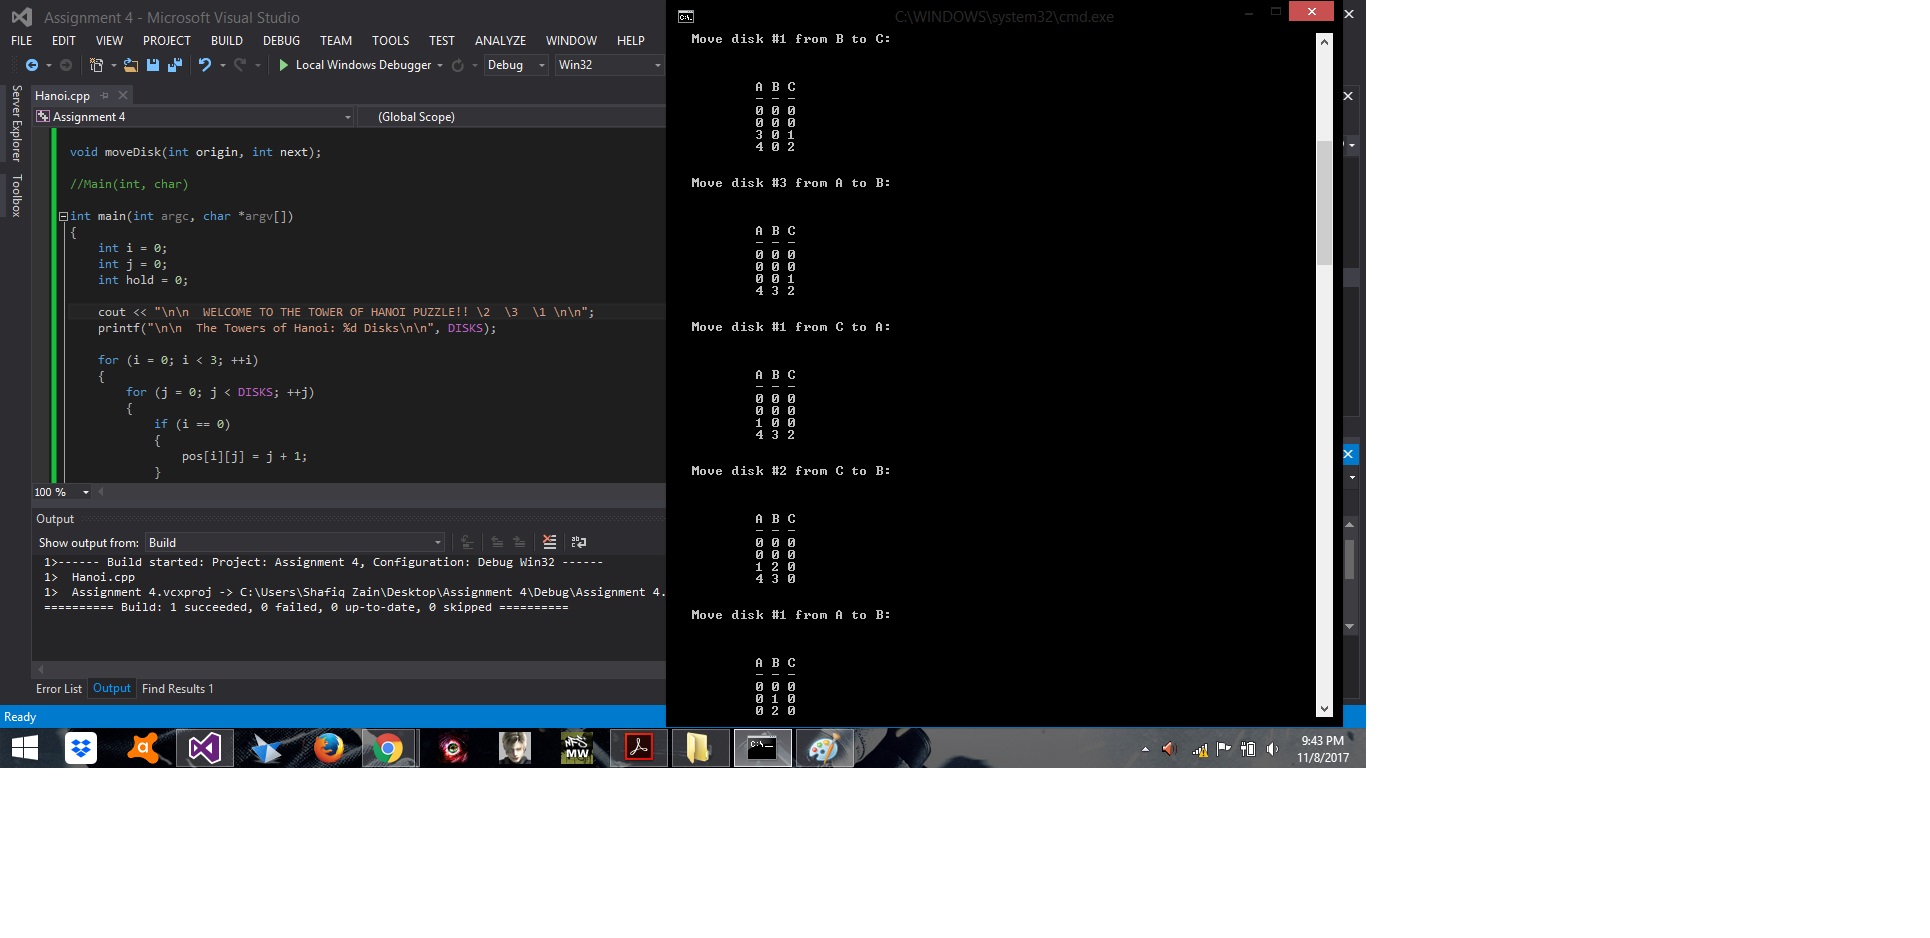 Assignment 4 - Microsoft Visual Studio
FILE EDIT VIEW PROJECT BUILD DEBUG TEAM TOOLS TEST ANALYZE WINDOW HELP
Local Windows Debugger Debug Win32
Server Explorer
Toolbox
Hanoi.cpp
Assignment 4 (Global Scope)
void moveDisk(int origin, int next);
//Main(int, char)
int main(int argc, char *argv[])
{
int i = 0;
int j = 0;
int hold = 0;
cout << "\n\n  WELCOME TO THE TOWER OF HANOI PUZZLE!! \2  \3  \1 \n\n";
printf("\n\n  The Towers of Hanoi: %d Disks\n\n", DISKS);
for (i = 0; i < 3; ++i)
{
for (j = 0; j < DISKS; ++j)
{
if (i == 0)
{
pos[i][j] = j + 1;
}
100 %
Output
Show output from: Build
1>------ Build started: Project: Assignment 4, Configuration: Debug Win32 ------
1>  Hanoi.cpp
1>  Assignment 4.vcxproj -> C:\Users\Shafiq Zain\Desktop\Assignment 4\Debug\Assignment 4.
========== Build: 1 succeeded, 0 failed, 0 up-to-date, 0 skipped ==========
Error List Output Find Results 1
Ready
C:\WINDOWS\system32\cmd.exe
Move disk #1 from B to C:
A B C
- - -
0 0 0
0 0 0
3 0 1
4 0 2
Move disk #3 from A to B:
A B C
- - -
0 0 0
0 0 0
0 0 1
4 3 2
Move disk #1 from C to A:
A B C
- - -
0 0 0
0 0 0
1 0 0
4 3 2
Move disk #2 from C to B:
A B C
- - -
0 0 0
0 0 0
1 2 0
4 3 0
Move disk #1 from A to B:
A B C
- - -
0 0 0
0 1 0
0 2 0
NFS
MW
C:\_
9:43 PM
11/8/2017